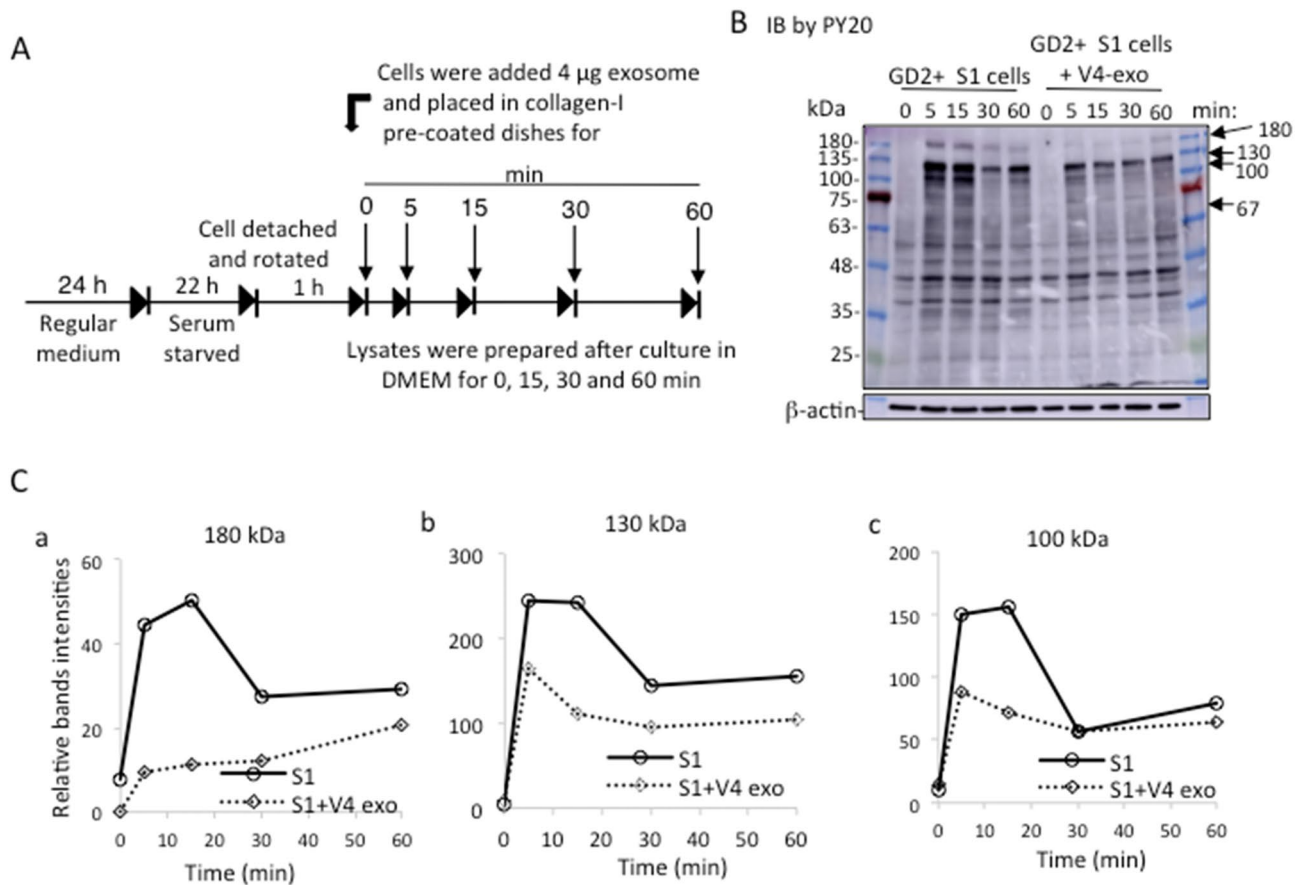 A
Cells were added 4 µg exosome
and placed in collagen-I
pre-coated dishes for
min
0 5 15 30 60
Cell detached
and rotated
24 h 22 h 1 h
Regular
medium
Serum
starved
Lysates were prepared after culture in
DMEM for 0, 15, 30 and 60 min
B IB by PY20
GD2+ S1 cells
GD2+ S1 cells
+ V4-exo
kDa 0 5 15 30 60 0 5 15 30 60 min:
180-
135-
100-
75-
63-
48-
35-
25-
180
130
100
67
β-actin-
C
a
180 kDa
Relative bands intensities
60
40
20
0
S1
S1+V4 exo
0 10 20 30 40 50 60
Time (min)
b
130 kDa
300
200
100
0
S1
S1+V4 exo
0 10 20 30 40 50 60
Time (min)
c
100 kDa
200
150
100
50
0
S1
S1+V4 exo
0 10 20 30 40 50 60
Time (min)